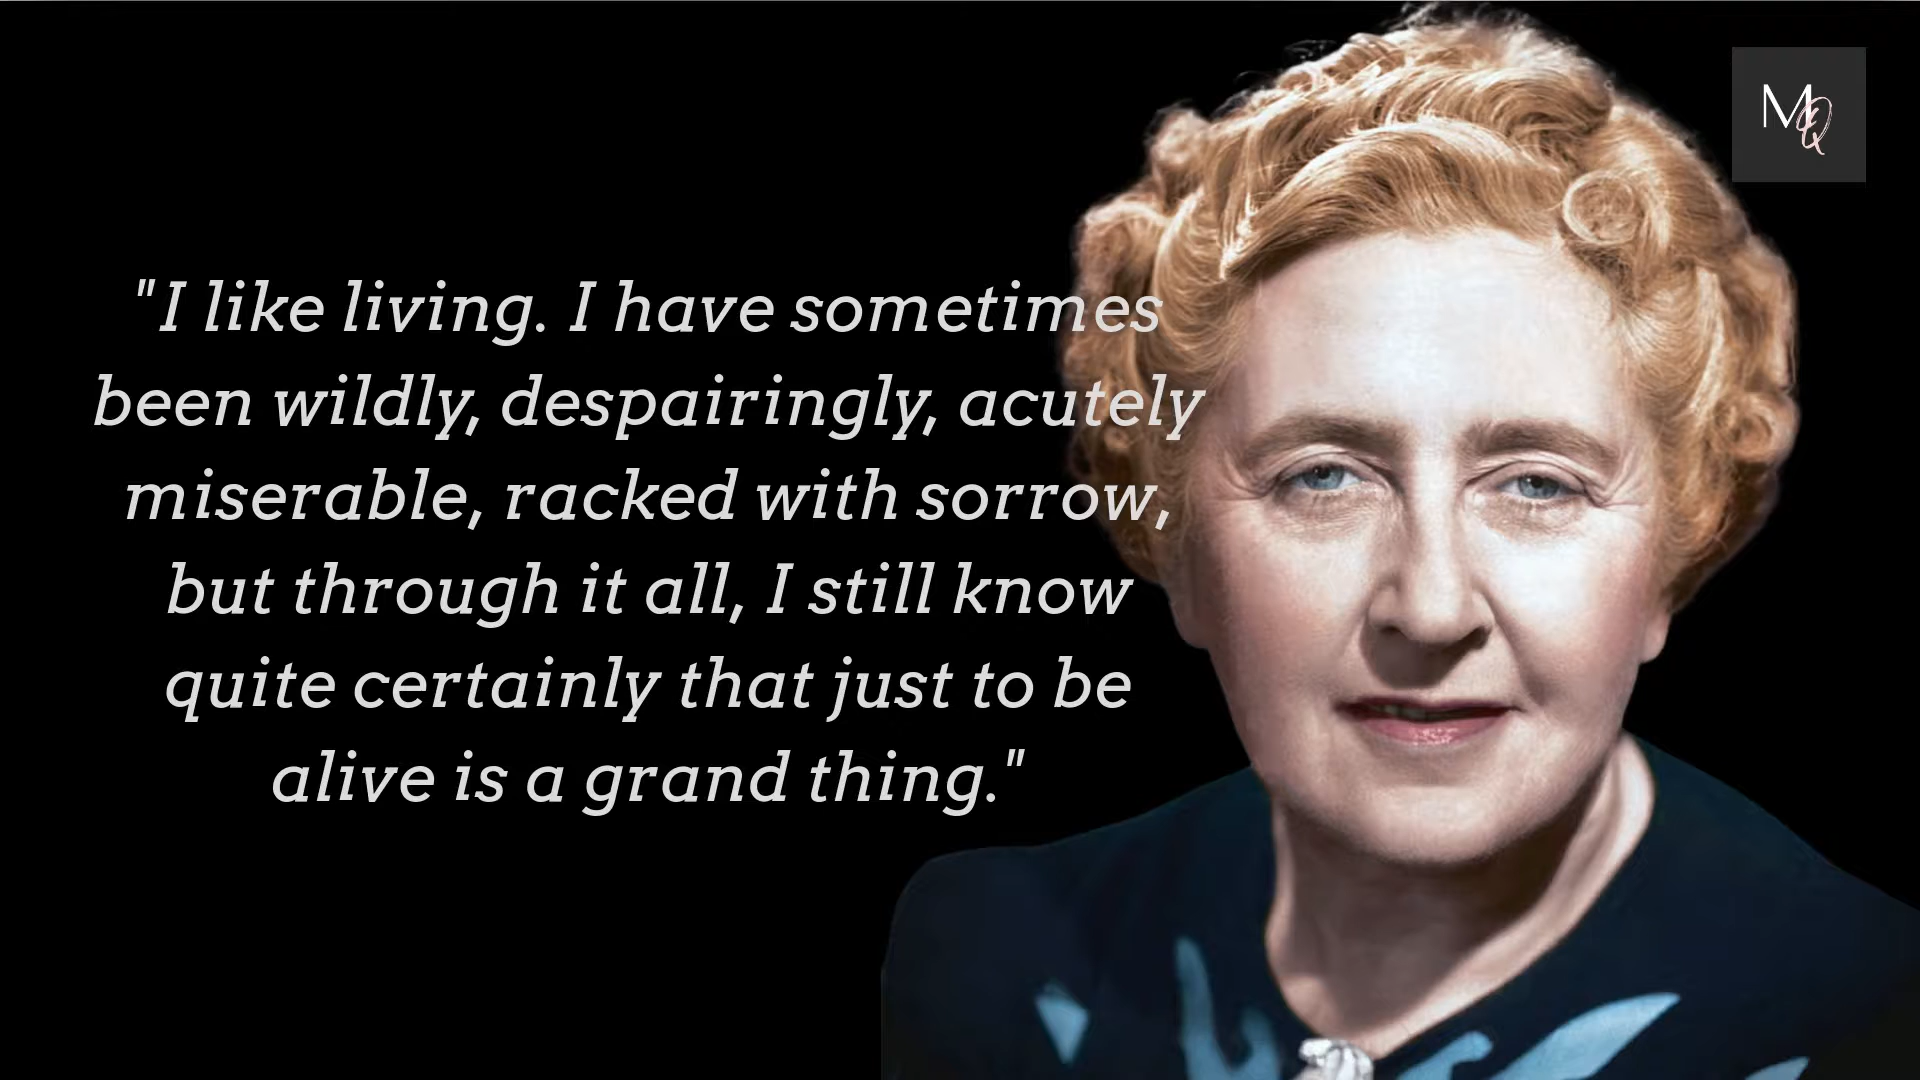 "I like living. I have sometimes
been wildly, despairingly, acutely
miserable, racked with sorrow,
but through it all, I still know
quite certainly that just to be
alive is a grand thing."
MQ